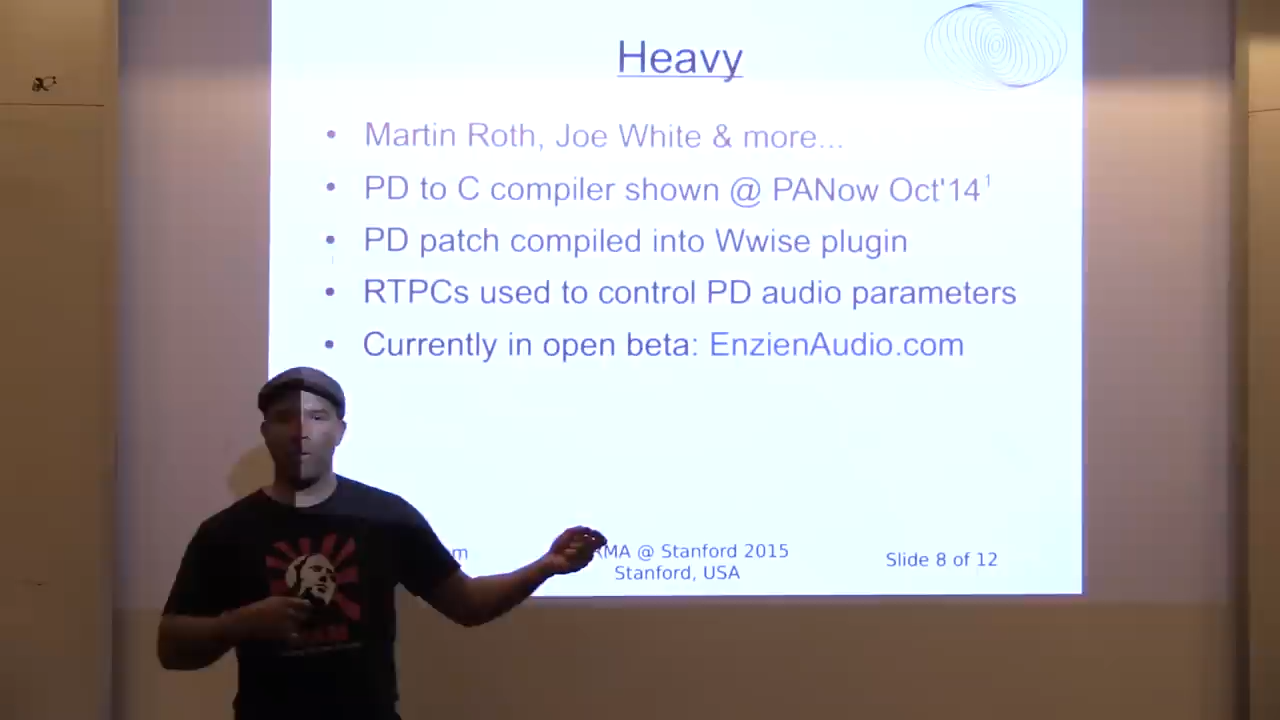 Heavy
• Martin Roth, Joe White & more...
• PD to C compiler shown @ PANow Oct'14¹
• PD patch compiled into Wwise plugin
• RTPCs used to control PD audio parameters
• Currently in open beta: EnzienAudio.com
@ Stanford 2015
Stanford, USA
Slide 8 of 12